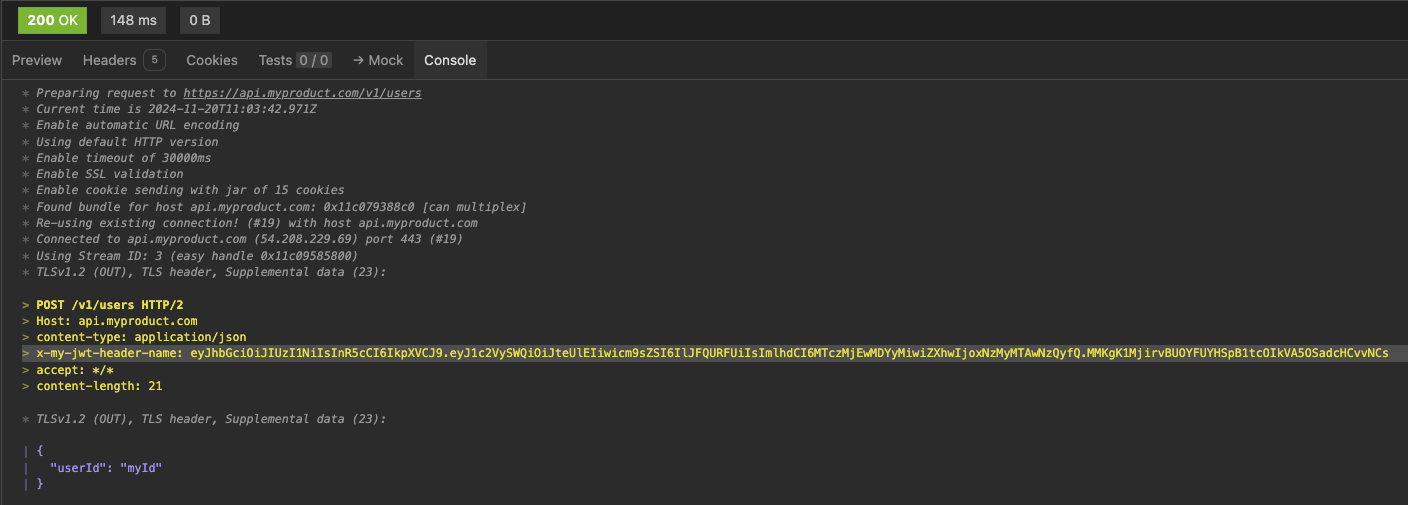 200 OK 148 ms 0 B
Preview Headers 5 Cookies Tests 0 / 0 → Mock Console
* Preparing request to https://api.myproduct.com/v1/users
* Current time is 2024-11-20T11:03:42.971Z
* Enable automatic URL encoding
* Using default HTTP version
* Enable timeout of 30000ms
* Enable SSL validation
* Enable cookie sending with jar of 15 cookies
* Found bundle for host api.myproduct.com: 0x11c079388c0 [can multiplex]
* Re-using existing connection! (#19) with host api.myproduct.com
* Connected to api.myproduct.com (54.208.229.69) port 443 (#19)
* Using Stream ID: 3 (easy handle 0x11c09585800)
* TLSv1.2 (OUT), TLS header, Supplemental data (23):
> POST /v1/users HTTP/2
> Host: api.myproduct.com
> content-type: application/json
> x-my-jwt-header-name: eyJhbGciOiJIUzI1NiIsInR5cCI6IkpXVCJ9.eyJ1c2VySWQiOiJteUlEIiwicm9sZSI6IlJFQURFUiIsImlhdCI6MTczMjEwMDYyMiwiZXhwIjoxNzMyMTAwNzQyfQ.MMKgK1MjirvBUOYFUYHSpB1tcOIkVA5OSadcHCvvNCs
> accept: */*
> content-length: 21
* TLSv1.2 (OUT), TLS header, Supplemental data (23):
| {
|   "userId": "myId"
| }